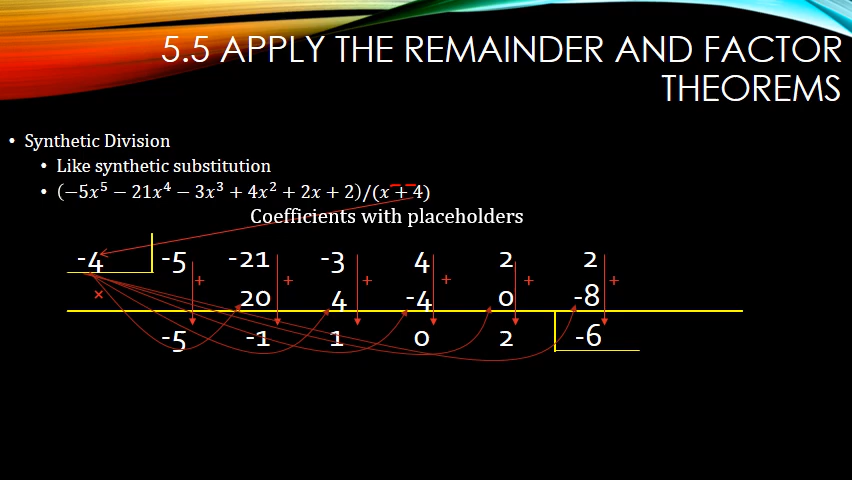 5.5 APPLY THE REMAINDER AND FACTOR
THEOREMS
• Synthetic Division
• Like synthetic substitution
• (−5x⁵ − 21x⁴ − 3x³ + 4x² + 2x + 2)/(x + 4)
Coefficients with placeholders
-4 -5 -21 -3 4 2 2
+ + + + + +
× 20 4 -4 0 -8
-5 -1 1 0 2 -6